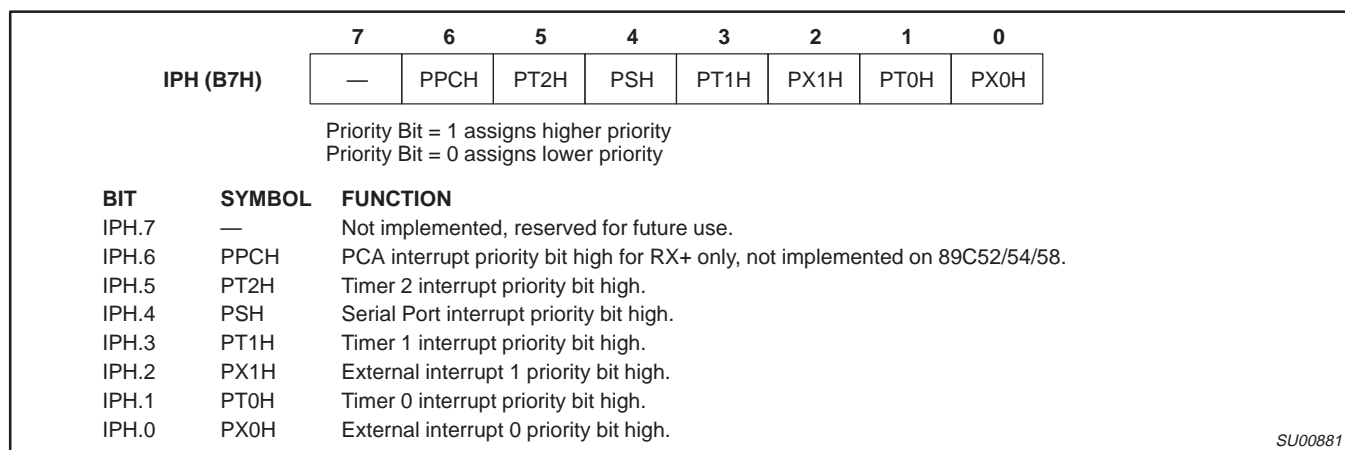 7 6 5 4 3 2 1 0
IPH (B7H) — PPCH PT2H PSH PT1H PX1H PT0H PX0H
Priority Bit = 1 assigns higher priority
Priority Bit = 0 assigns lower priority
BIT SYMBOL FUNCTION
IPH.7 — Not implemented, reserved for future use.
IPH.6 PPCH PCA interrupt priority bit high for RX+ only, not implemented on 89C52/54/58.
IPH.5 PT2H Timer 2 interrupt priority bit high.
IPH.4 PSH Serial Port interrupt priority bit high.
IPH.3 PT1H Timer 1 interrupt priority bit high.
IPH.2 PX1H External interrupt 1 priority bit high.
IPH.1 PT0H Timer 0 interrupt priority bit high.
IPH.0 PX0H External interrupt 0 priority bit high.
SU00881